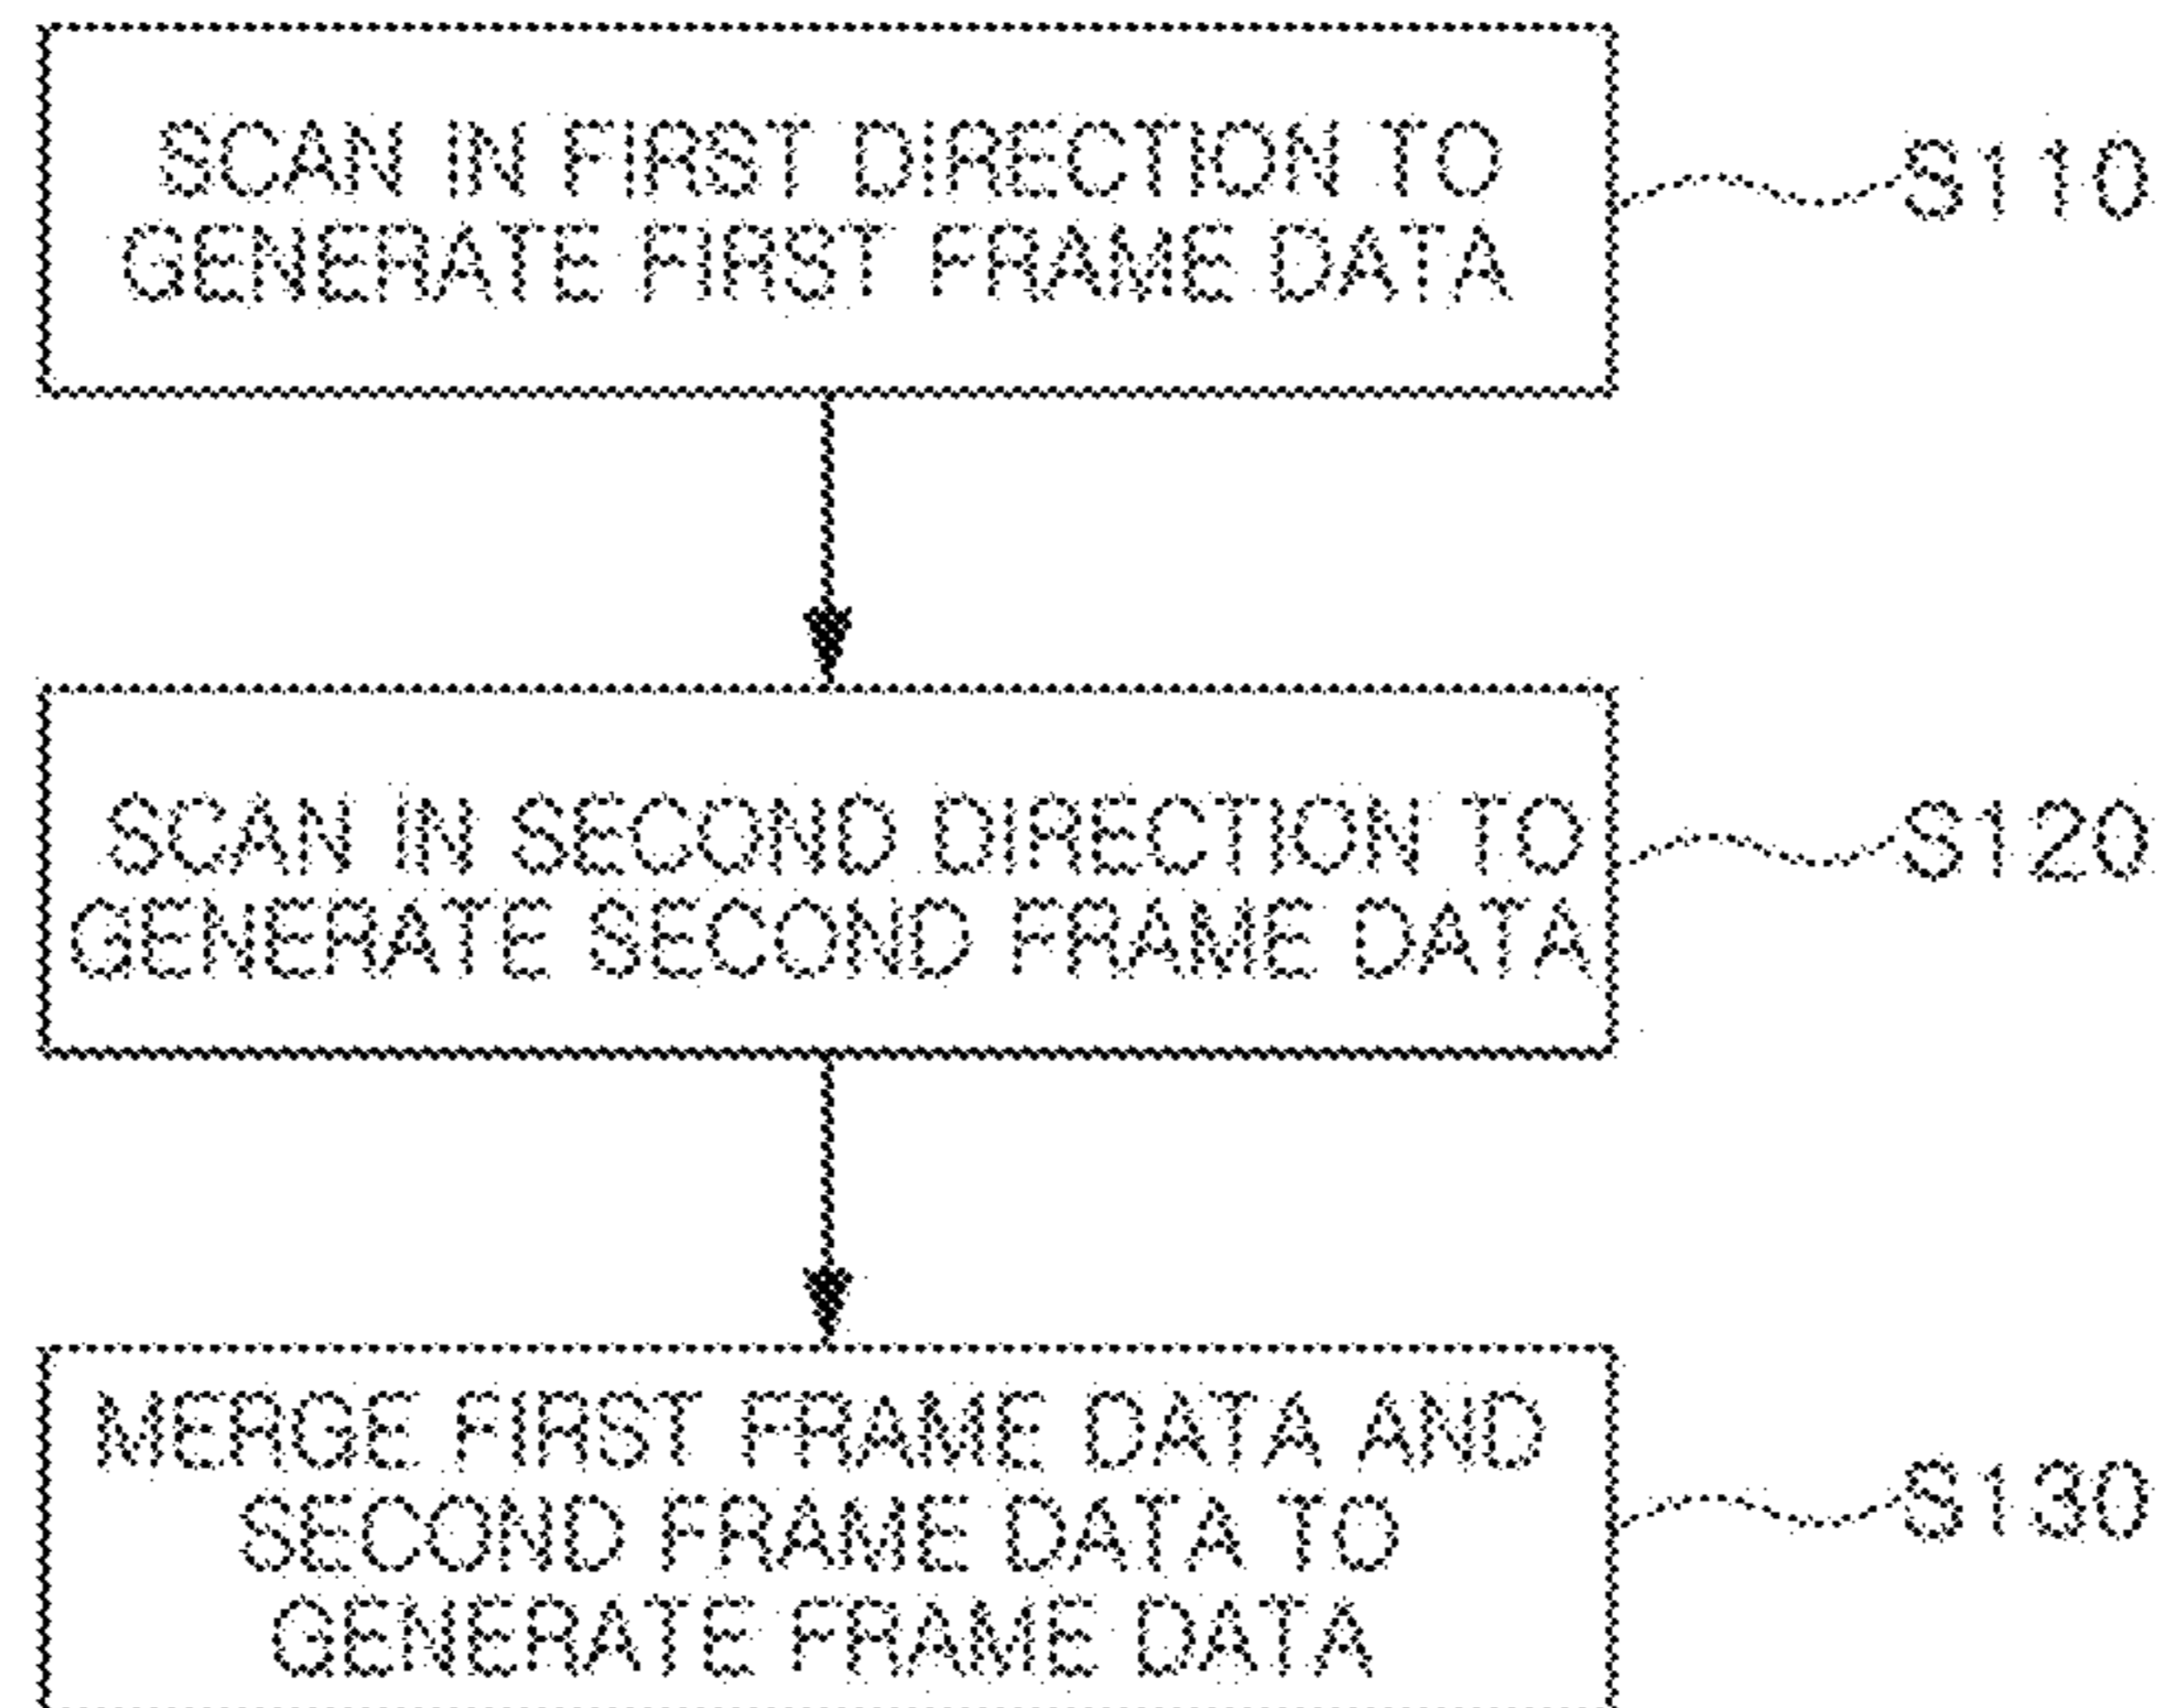 SCAN IN FIRST DIRECTION TO
GENERATE FIRST FRAME DATA
S110
SCAN IN SECOND DIRECTION TO
GENERATE SECOND FRAME DATA
S120
MERGE FIRST FRAME DATA AND
SECOND FRAME DATA TO
GENERATE FRAME DATA
S130